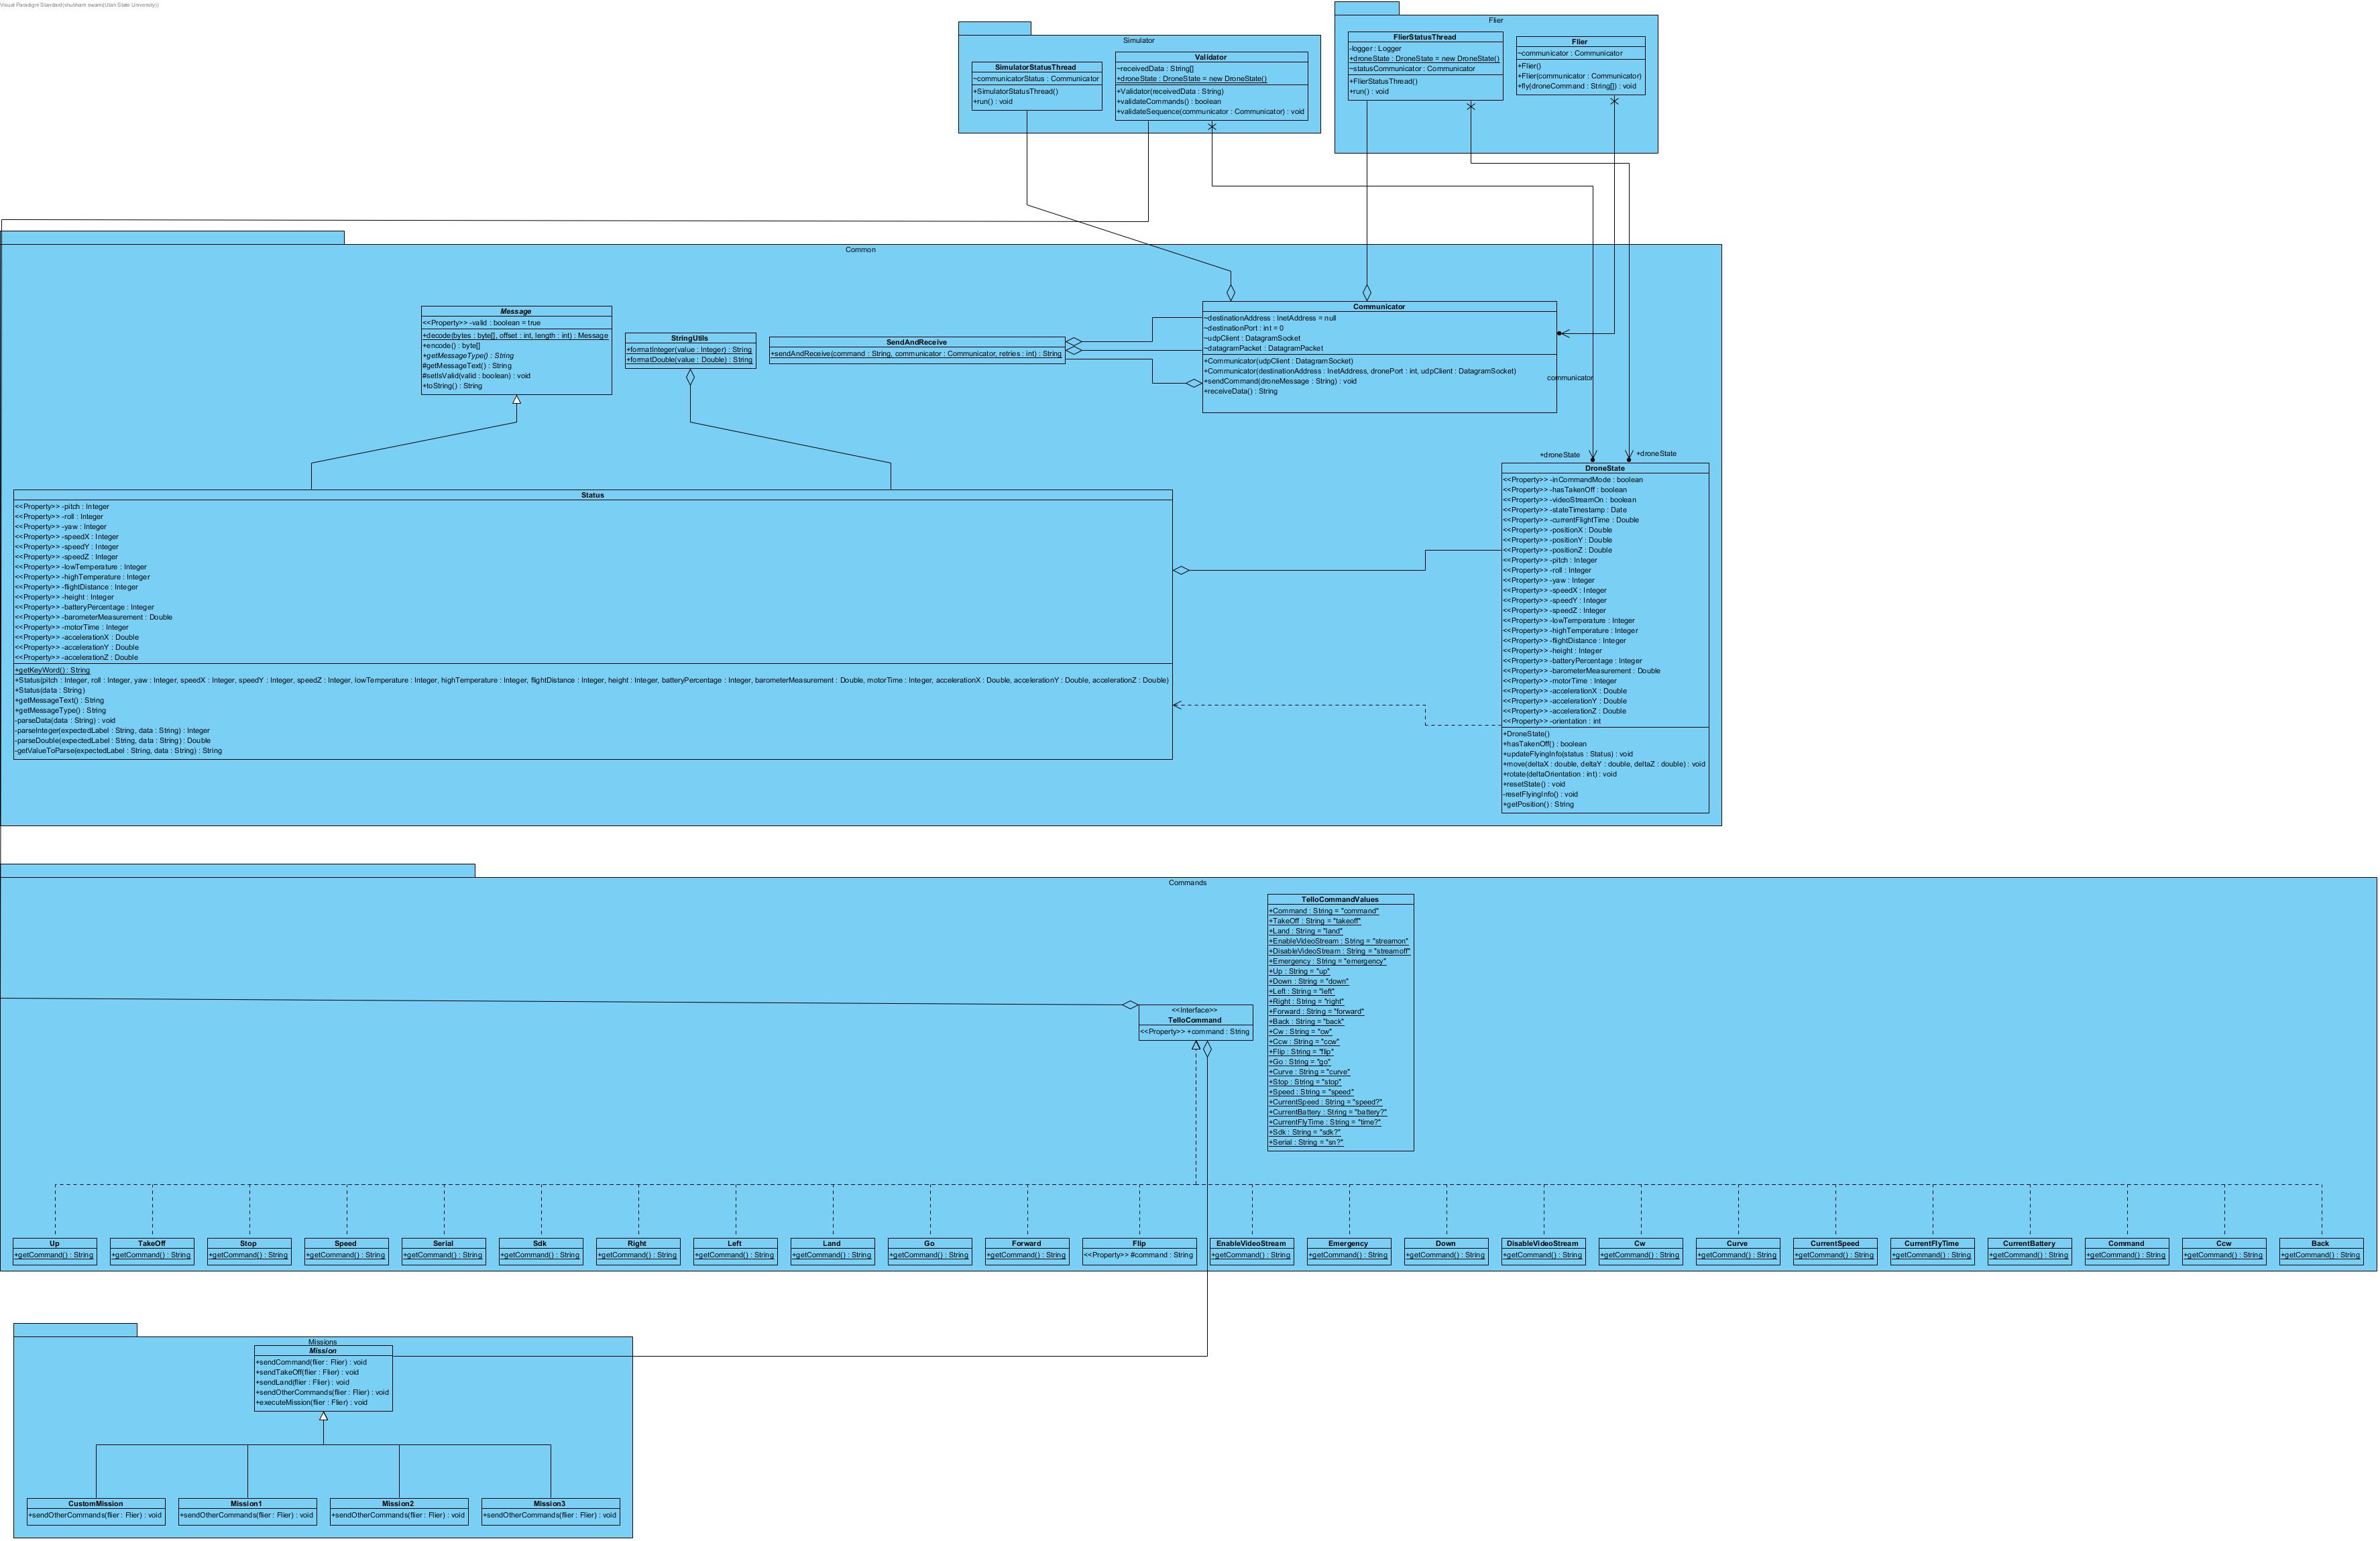 Visual Paradigm Standard(shubham swami(Utah State University))
Flier
FlierStatusThread
-logger : Logger
+droneState : DroneState = new DroneState()
~statusCommunicator : Communicator
+FlierStatusThread()
+run() : void
Flier
~communicator : Communicator
+Flier()
+Flier(communicator : Communicator)
+fly(droneCommand : String[]) : void
Simulator
SimulatorStatusThread
~communicatorStatus : Communicator
+SimulatorStatusThread()
+run() : void
Validator
~receivedData : String[]
+droneState : DroneState = new DroneState()
+Validator(receivedData : String)
+validateCommands() : boolean
+validateSequence(communicator : Communicator) : void
Common
Message
<<Property>> -valid : boolean = true
+decode(bytes : byte[], offset : int, length : int) : Message
+encode() : byte[]
+getMessageType() : String
#getMessageText() : String
#setIsValid(valid : boolean) : void
+toString() : String
StringUtils
+formatInteger(value : Integer) : String
+formatDouble(value : Double) : String
SendAndReceive
+sendAndReceive(command : String, communicator : Communicator, retries : int) : String
Communicator
~destinationAddress : InetAddress = null
~destinationPort : int = 0
~udpClient : DatagramSocket
~datagramPacket : DatagramPacket
+Communicator(udpClient : DatagramSocket)
+Communicator(destinationAddress : InetAddress, dronePort : int, udpClient : DatagramSocket)
+sendCommand(droneMessage : String) : void
+receiveData() : String
communicator
+droneState
+droneState
Status
<<Property>> -pitch : Integer
<<Property>> -roll : Integer
<<Property>> -yaw : Integer
<<Property>> -speedX : Integer
<<Property>> -speedY : Integer
<<Property>> -speedZ : Integer
<<Property>> -lowTemperature : Integer
<<Property>> -highTemperature : Integer
<<Property>> -flightDistance : Integer
<<Property>> -height : Integer
<<Property>> -batteryPercentage : Integer
<<Property>> -barometerMeasurement : Double
<<Property>> -motorTime : Integer
<<Property>> -accelerationX : Double
<<Property>> -accelerationY : Double
<<Property>> -accelerationZ : Double
+getKeyWord() : String
+Status(pitch : Integer, roll : Integer, yaw : Integer, speedX : Integer, speedY : Integer, speedZ : Integer, lowTemperature : Integer, highTemperature : Integer, flightDistance : Integer, height : Integer, batteryPercentage : Integer, barometerMeasurement : Double, motorTime : Integer, accelerationX : Double, accelerationY : Double, accelerationZ : Double)
+Status(data : String)
+getMessageText() : String
+getMessageType() : String
-parseData(data : String) : void
-parseInteger(expectedLabel : String, data : String) : Integer
-parseDouble(expectedLabel : String, data : String) : Double
-getValueToParse(expectedLabel : String, data : String) : String
DroneState
<<Property>> -inCommandMode : boolean
<<Property>> -hasTakenOff : boolean
<<Property>> -videoStreamOn : boolean
<<Property>> -stateTimestamp : Date
<<Property>> -currentFlightTime : Double
<<Property>> -positionX : Double
<<Property>> -positionY : Double
<<Property>> -positionZ : Double
<<Property>> -pitch : Integer
<<Property>> -roll : Integer
<<Property>> -yaw : Integer
<<Property>> -speedX : Integer
<<Property>> -speedY : Integer
<<Property>> -speedZ : Integer
<<Property>> -lowTemperature : Integer
<<Property>> -highTemperature : Integer
<<Property>> -flightDistance : Integer
<<Property>> -height : Integer
<<Property>> -batteryPercentage : Integer
<<Property>> -barometerMeasurement : Double
<<Property>> -motorTime : Integer
<<Property>> -accelerationX : Double
<<Property>> -accelerationY : Double
<<Property>> -accelerationZ : Double
<<Property>> -orientation : int
+DroneState()
+hasTakenOff() : boolean
+updateFlyingInfo(status : Status) : void
+move(deltaX : double, deltaY : double, deltaZ : double) : void
+rotate(deltaOrientation : int) : void
+resetState() : void
-resetFlyingInfo() : void
+getPosition() : String
Commands
TelloCommandValues
+Command : String = "command"
+TakeOff : String = "takeoff"
+Land : String = "land"
+EnableVideoStream : String = "streamon"
+DisableVideoStream : String = "streamoff"
+Emergency : String = "emergency"
+Up : String = "up"
+Down : String = "down"
+Left : String = "left"
+Right : String = "right"
+Forward : String = "forward"
+Back : String = "back"
+Cw : String = "cw"
+Ccw : String = "ccw"
+Flip : String = "flip"
+Go : String = "go"
+Curve : String = "curve"
+Stop : String = "stop"
+Speed : String = "speed"
+CurrentSpeed : String = "speed?"
+CurrentBattery : String = "battery?"
+CurrentFlyTime : String = "time?"
+Sdk : String = "sdk?"
+Serial : String = "sn?"
<<Interface>>
TelloCommand
<<Property>> +command : String
Up
+getCommand() : String
TakeOff
+getCommand() : String
Stop
+getCommand() : String
Speed
+getCommand() : String
Serial
+getCommand() : String
Sdk
+getCommand() : String
Right
+getCommand() : String
Left
+getCommand() : String
Land
+getCommand() : String
Go
+getCommand() : String
Forward
+getCommand() : String
Flip
<<Property>> #command : String
EnableVideoStream
+getCommand() : String
Emergency
+getCommand() : String
Down
+getCommand() : String
DisableVideoStream
+getCommand() : String
Cw
+getCommand() : String
Curve
+getCommand() : String
CurrentSpeed
+getCommand() : String
CurrentFlyTime
+getCommand() : String
CurrentBattery
+getCommand() : String
Command
+getCommand() : String
Ccw
+getCommand() : String
Back
+getCommand() : String
Missions
Mission
+sendCommand(flier : Flier) : void
+sendTakeOff(flier : Flier) : void
+sendLand(flier : Flier) : void
+sendOtherCommands(flier : Flier) : void
+executeMission(flier : Flier) : void
CustomMission
+sendOtherCommands(flier : Flier) : void
Mission1
+sendOtherCommands(flier : Flier) : void
Mission2
+sendOtherCommands(flier : Flier) : void
Mission3
+sendOtherCommands(flier : Flier) : void